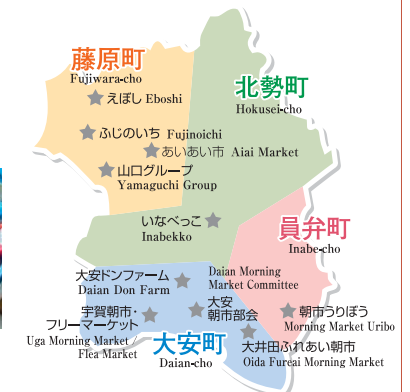 藤原町
Fujiwara-cho
えぼし Eboshi
ふじのいち Fujinoichi
あいあい市 Aiai Market
山口グループ
Yamaguchi Group
北勢町
Hokusei-cho
いなべっこ
Inabekko
員弁町
Inabe-cho
大安ドンファーム
Daian Don Farm
Daian Morning
Market Committee
大安
朝市部会
宇賀朝市・
フリーマーケット
Uga Morning Market /
Flea Market
朝市うりぼう
Morning Market Uribo
大安町
Daian-cho
大井田ふれあい朝市
Oida Fureai Morning Market